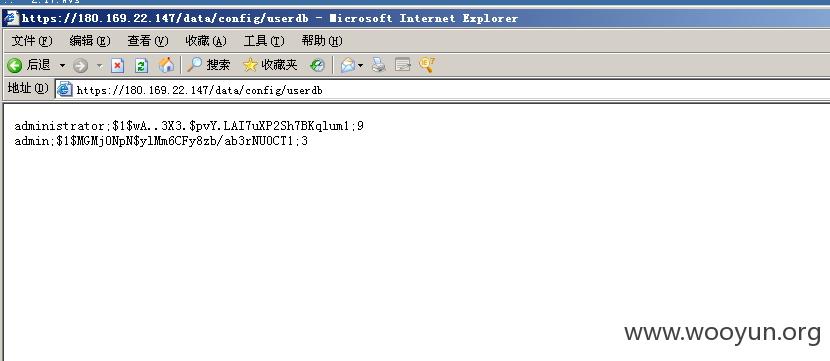 https://180.169.22.147/data/config/userdb - Microsoft Internet Explorer
文件(F) 编辑(E) 查看(V) 收藏(A) 工具(T) 帮助(H)
后退 搜索 收藏夹
地址(D) https://180.169.22.147/data/config/userdb
administrator;$1$wA..3X3.$pvY.LAI7uXP2Sh7BKqlum1;9
admin;$1$MGMj0NpN$ylMm6CFy8zb/ab3rNU0CT1;3
www.wooyun.org